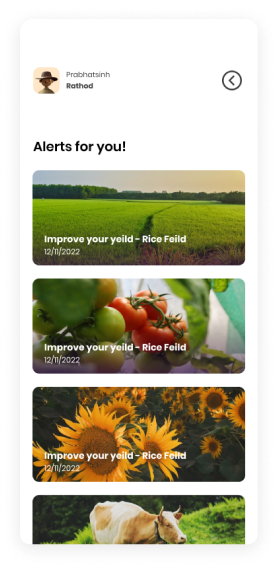 Prabhatsinh
Rathod
Alerts for you!
Improve your yeild - Rice Feild
12/11/2022
Improve your yeild - Rice Feild
12/11/2022
Improve your yeild - Rice Feild
12/11/2022